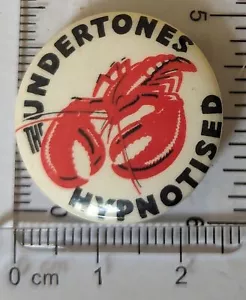 THE UNDERTONES
HYPNOTISED
5
6
0 cm 1 2